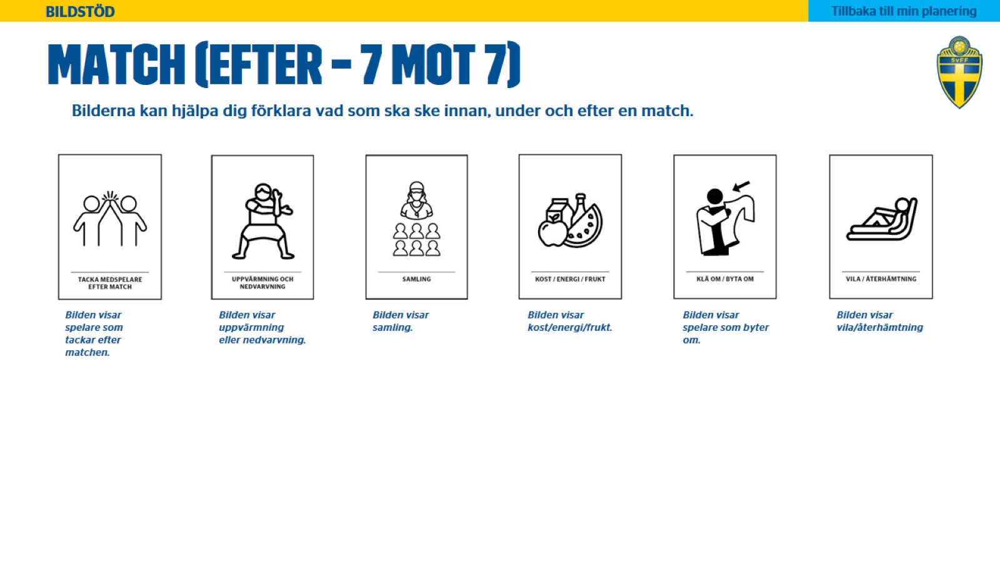 BILDSTÖD
Tillbaka till min planering
MATCH (EFTER – 7 MOT 7)
SvFF
Bilderna kan hjälpa dig förklara vad som ska ske innan, under och efter en match.
TACKA MEDSPELARE
EFTER MATCH
UPPVÄRMNING OCH
NEDVARVNING
SAMLING
KOST / ENERGI / FRUKT
KLÄ OM / BYTA OM
VILA / ÅTERHÄMTNING
Bilden visar
spelare som
tackar efter
matchen.
Bilden visar
uppvärmning
eller nedvarvning.
Bilden visar
samling.
Bilden visar
kost/energi/frukt.
Bilden visar
spelare som byter
om.
Bilden visar
vila/återhämtning